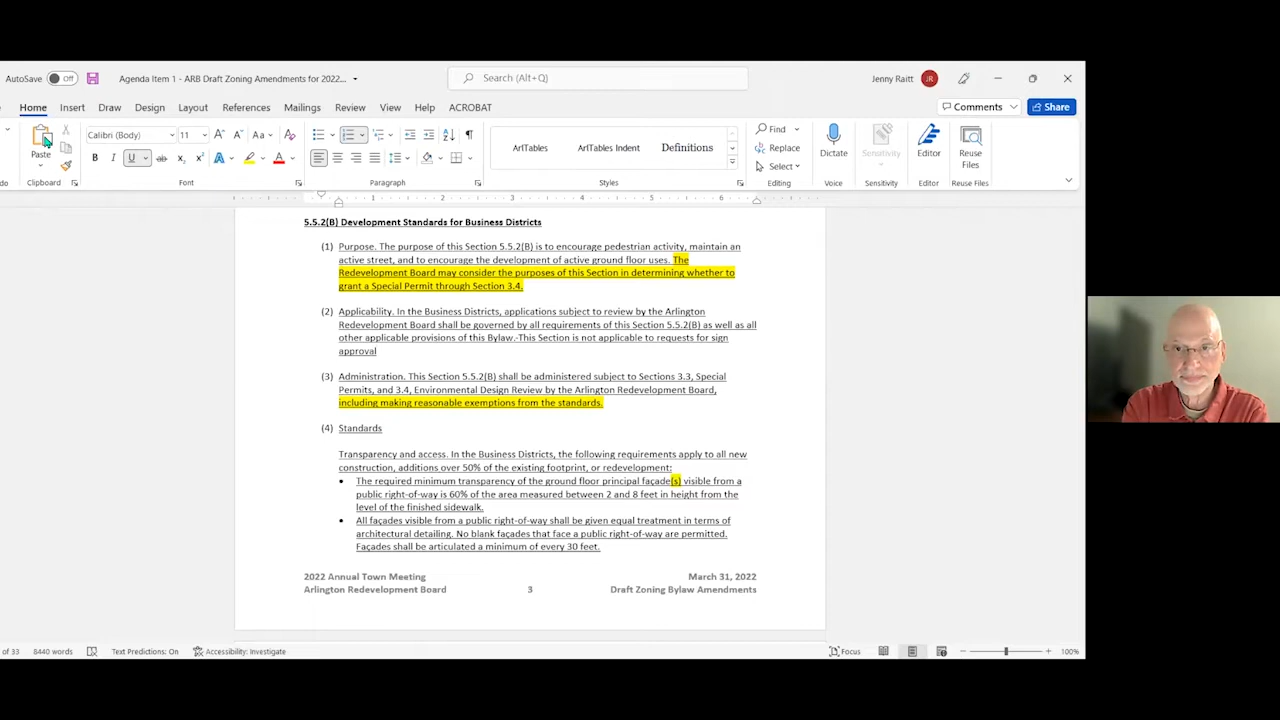 AutoSave Off Agenda Item 1 - ARB Draft Zoning Amendments for 2022... Search (Alt+Q) Jenny Raitt JR
Home Insert Draw Design Layout References Mailings Review View Help ACROBAT Comments Share
Calibri (Body) 11 Aa
Paste
B I U ab x₂ x² A A
ArtTables ArtTables Indent Definitions
Find
Replace
Select
Dictate Sensitivity Editor Reuse Files
Clipboard Font Paragraph Styles Editing Voice Sensitivity Editor Reuse Files
1 2 3 4 5 6 7
5.5.2(B) Development Standards for Business Districts
(1) Purpose. The purpose of this Section 5.5.2(B) is to encourage pedestrian activity, maintain an
active street, and to encourage the development of active ground floor uses. The
Redevelopment Board may consider the purposes of this Section in determining whether to
grant a Special Permit through Section 3.4.
(2) Applicability. In the Business Districts, applications subject to review by the Arlington
Redevelopment Board shall be governed by all requirements of this Section 5.5.2(B) as well as all
other applicable provisions of this Bylaw. This Section is not applicable to requests for sign
approval
(3) Administration. This Section 5.5.2(B) shall be administered subject to Sections 3.3, Special
Permits, and 3.4, Environmental Design Review by the Arlington Redevelopment Board,
including making reasonable exemptions from the standards.
(4) Standards
Transparency and access. In the Business Districts, the following requirements apply to all new
construction, additions over 50% of the existing footprint, or redevelopment:
• The required minimum transparency of the ground floor principal façade(s) visible from a
public right-of-way is 60% of the area measured between 2 and 8 feet in height from the
level of the finished sidewalk.
• All façades visible from a public right-of-way shall be given equal treatment in terms of
architectural detailing. No blank façades that face a public right-of-way are permitted.
Façades shall be articulated a minimum of every 30 feet.
2022 Annual Town Meeting March 31, 2022
Arlington Redevelopment Board 3 Draft Zoning Bylaw Amendments
of 33 8440 words Text Predictions: On Accessibility: Investigate Focus 100%